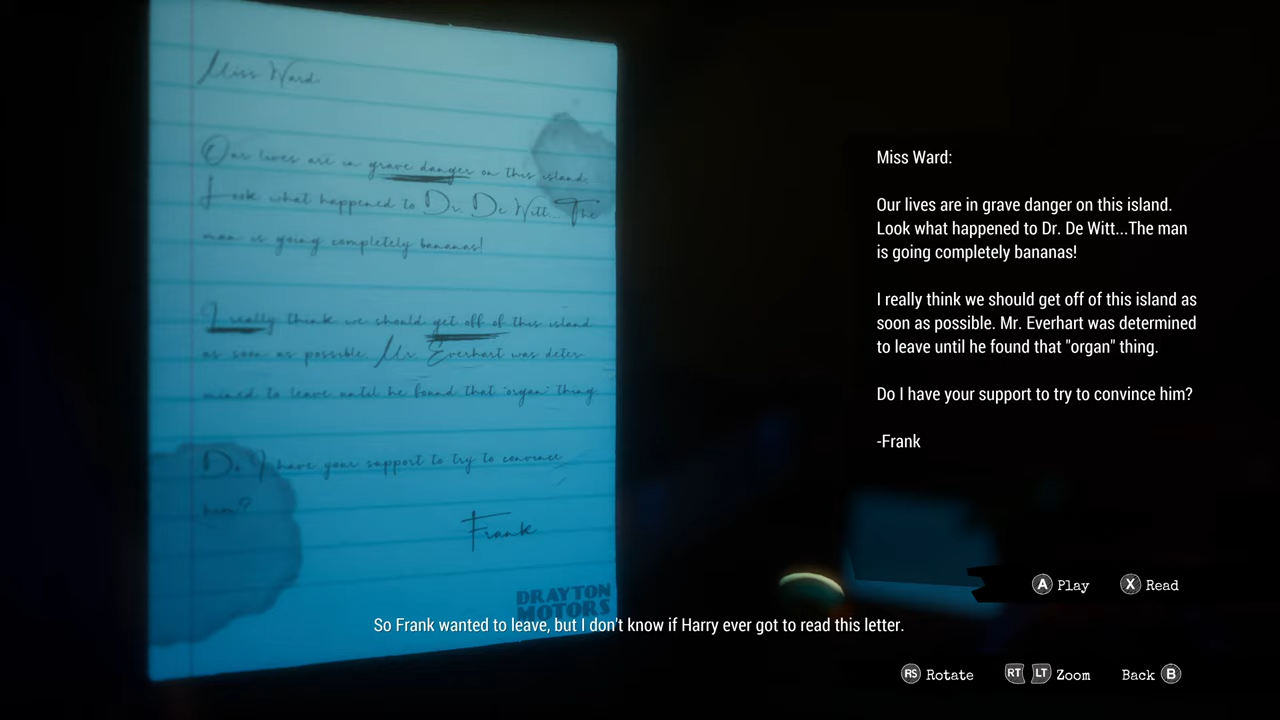 Miss Ward:
Our lives are in grave danger on this island.
Look what happened to Dr. De Witt...The
man is going completely bananas!
I really think we should get off of this island
as soon as possible. Mr. Everhart was deter-
mined to leave until he found that "organ" thing.
Do I have your support to try to convince
him?
Frank
DRAYTON
MOTORS
Miss Ward:
Our lives are in grave danger on this island.
Look what happened to Dr. De Witt...The man
is going completely bananas!
I really think we should get off of this island as
soon as possible. Mr. Everhart was determined
to leave until he found that "organ" thing.
Do I have your support to try to convince him?
-Frank
A Play X Read
So Frank wanted to leave, but I don't know if Harry ever got to read this letter.
RS Rotate RT LT Zoom Back B